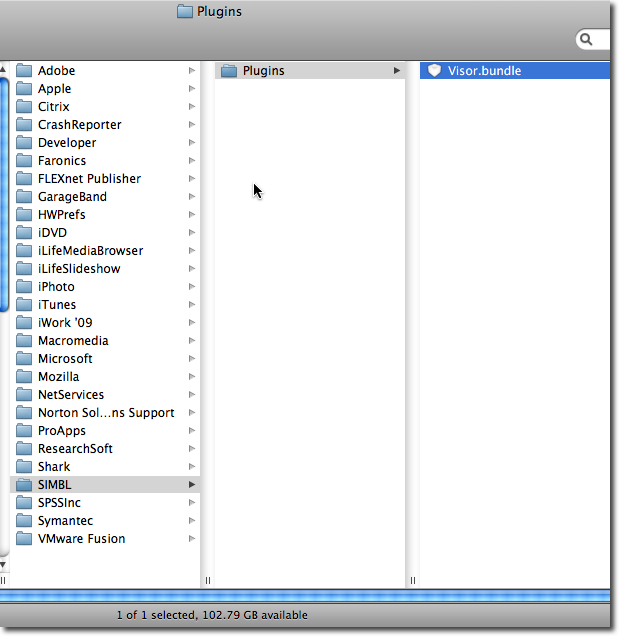 Plugins
Adobe
Apple
Citrix
CrashReporter
Developer
Faronics
FLEXnet Publisher
GarageBand
HWPrefs
iDVD
iLifeMediaBrowser
iLifeSlideshow
iPhoto
iTunes
iWork '09
Macromedia
Microsoft
Mozilla
NetServices
Norton Sol...ns Support
ProApps
ResearchSoft
Shark
SIMBL
SPSSInc
Symantec
VMware Fusion
Plugins
Visor.bundle
1 of 1 selected, 102.79 GB available